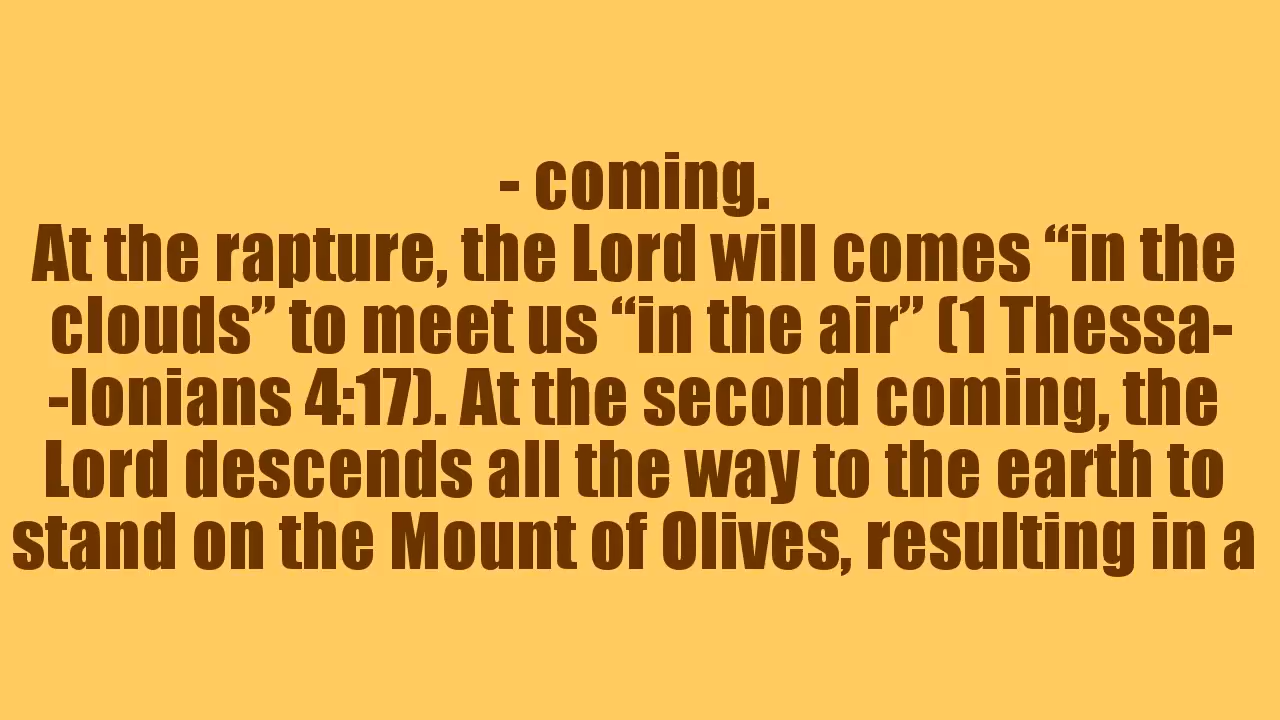 - coming.
At the rapture, the Lord will comes “in the
clouds” to meet us “in the air” (1 Thessa-
-lonians 4:17). At the second coming, the
Lord descends all the way to the earth to
stand on the Mount of Olives, resulting in a